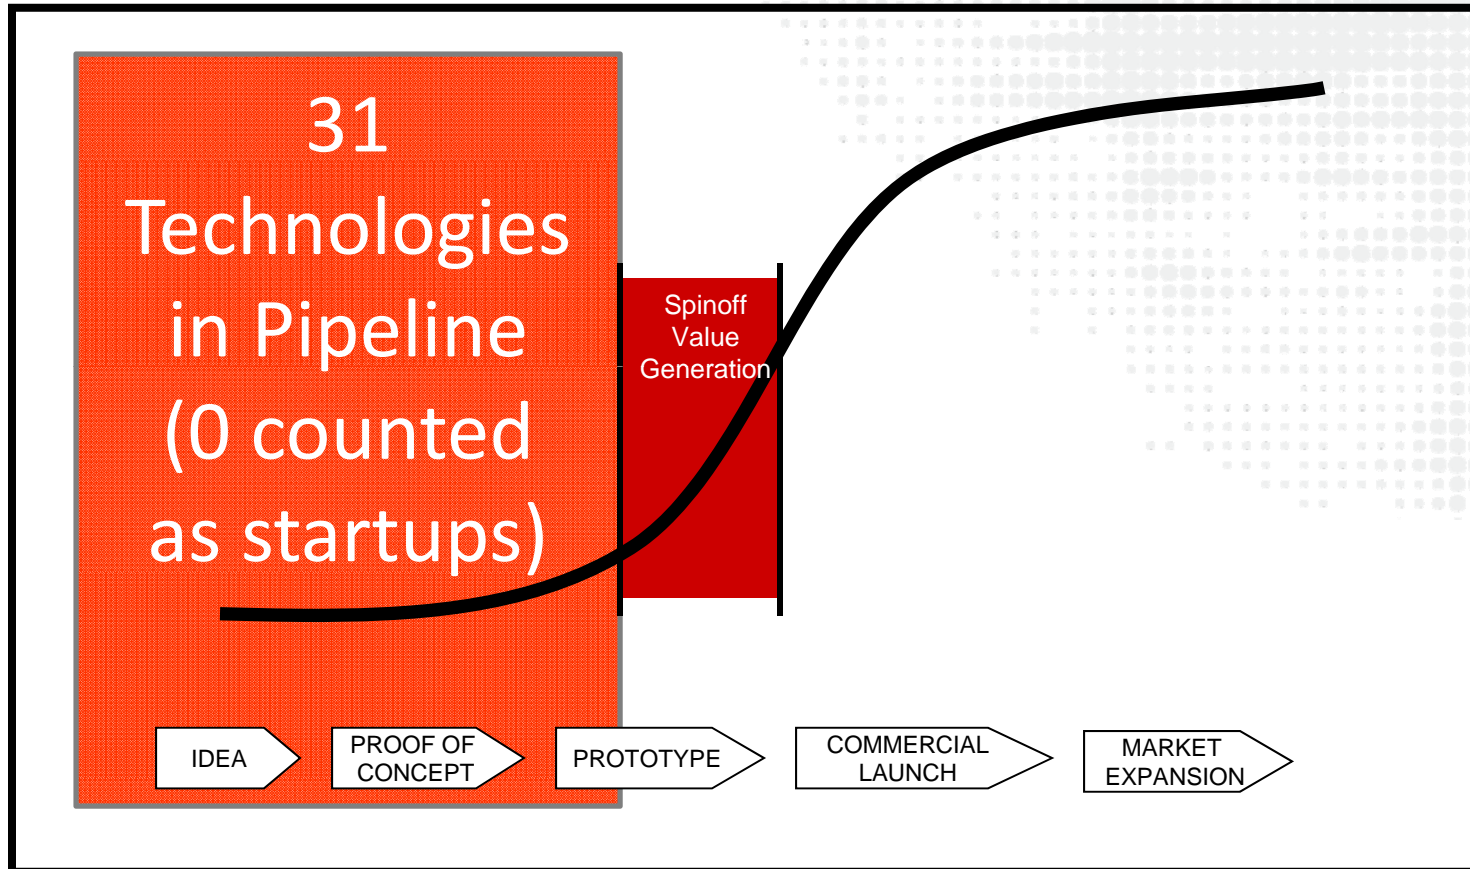 31
Technologies
in Pipeline
(0 counted
as startups)
Spinoff
Value
Generation
IDEA
PROOF OF
CONCEPT
PROTOTYPE
COMMERCIAL
LAUNCH
MARKET
EXPANSION